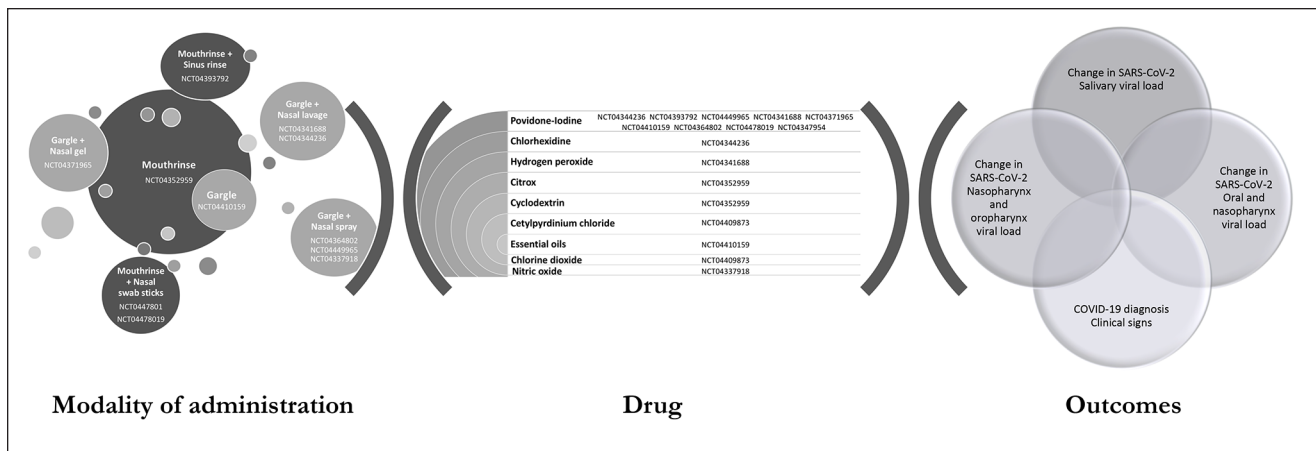 Mouthrinse +
Sinus rinse
NCT04393792
Gargle +
Nasal lavage
NCT04341688
NCT04344236
Gargle +
Nasal gel
NCT04371965
Mouthrinse
NCT04352959
Gargle
NCT04410159
Gargle +
Nasal spray
NCT04364802
NCT04449965
NCT04337918
Mouthrinse
+ Nasal
swab sticks
NCT0447801
NCT04478019
Modality of administration
Povidone-Iodine NCT04344236 NCT04393792 NCT04449965 NCT04341688 NCT04371965
NCT04410159 NCT04364802 NCT04478019 NCT04347954
Chlorhexidine NCT04344236
Hydrogen peroxide NCT04341688
Citrox NCT04352959
Cyclodextrin NCT04352959
Cetylpyrdinium chloride NCT04409873
Essential oils NCT04410159
Chlorine dioxide NCT04409873
Nitric oxide NCT04337918
Drug
Change in SARS-CoV-2
Salivary viral load
Change in
SARS-CoV-2
Nasopharynx
and
oropharynx
viral load
Change in
SARS-CoV-2
Oral and
nasopharynx
viral load
COVID-19 diagnosis
Clinical signs
Outcomes